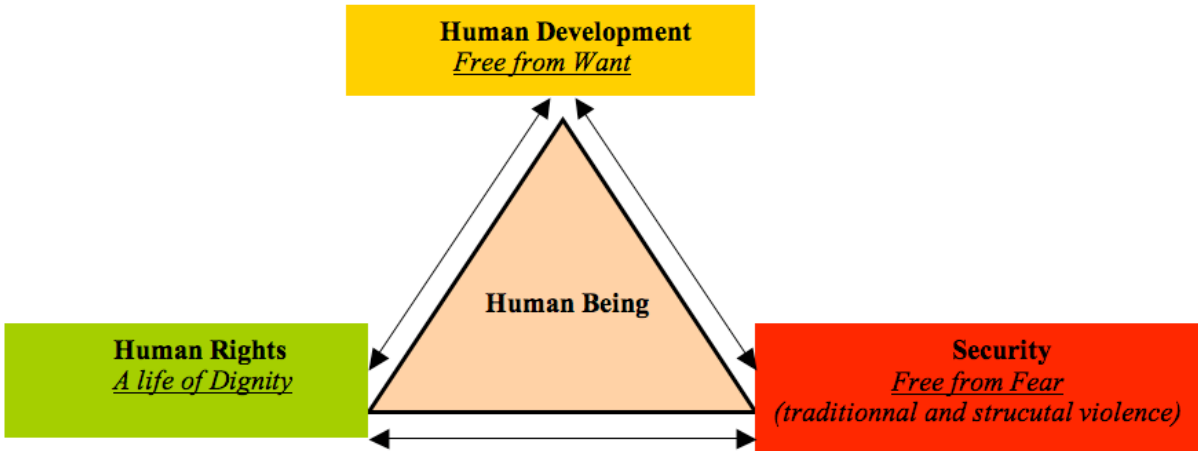 Human Development
Free from Want
Human Being
Human Rights
A life of Dignity
Security
Free from Fear
(traditionnal and strucutal violence)